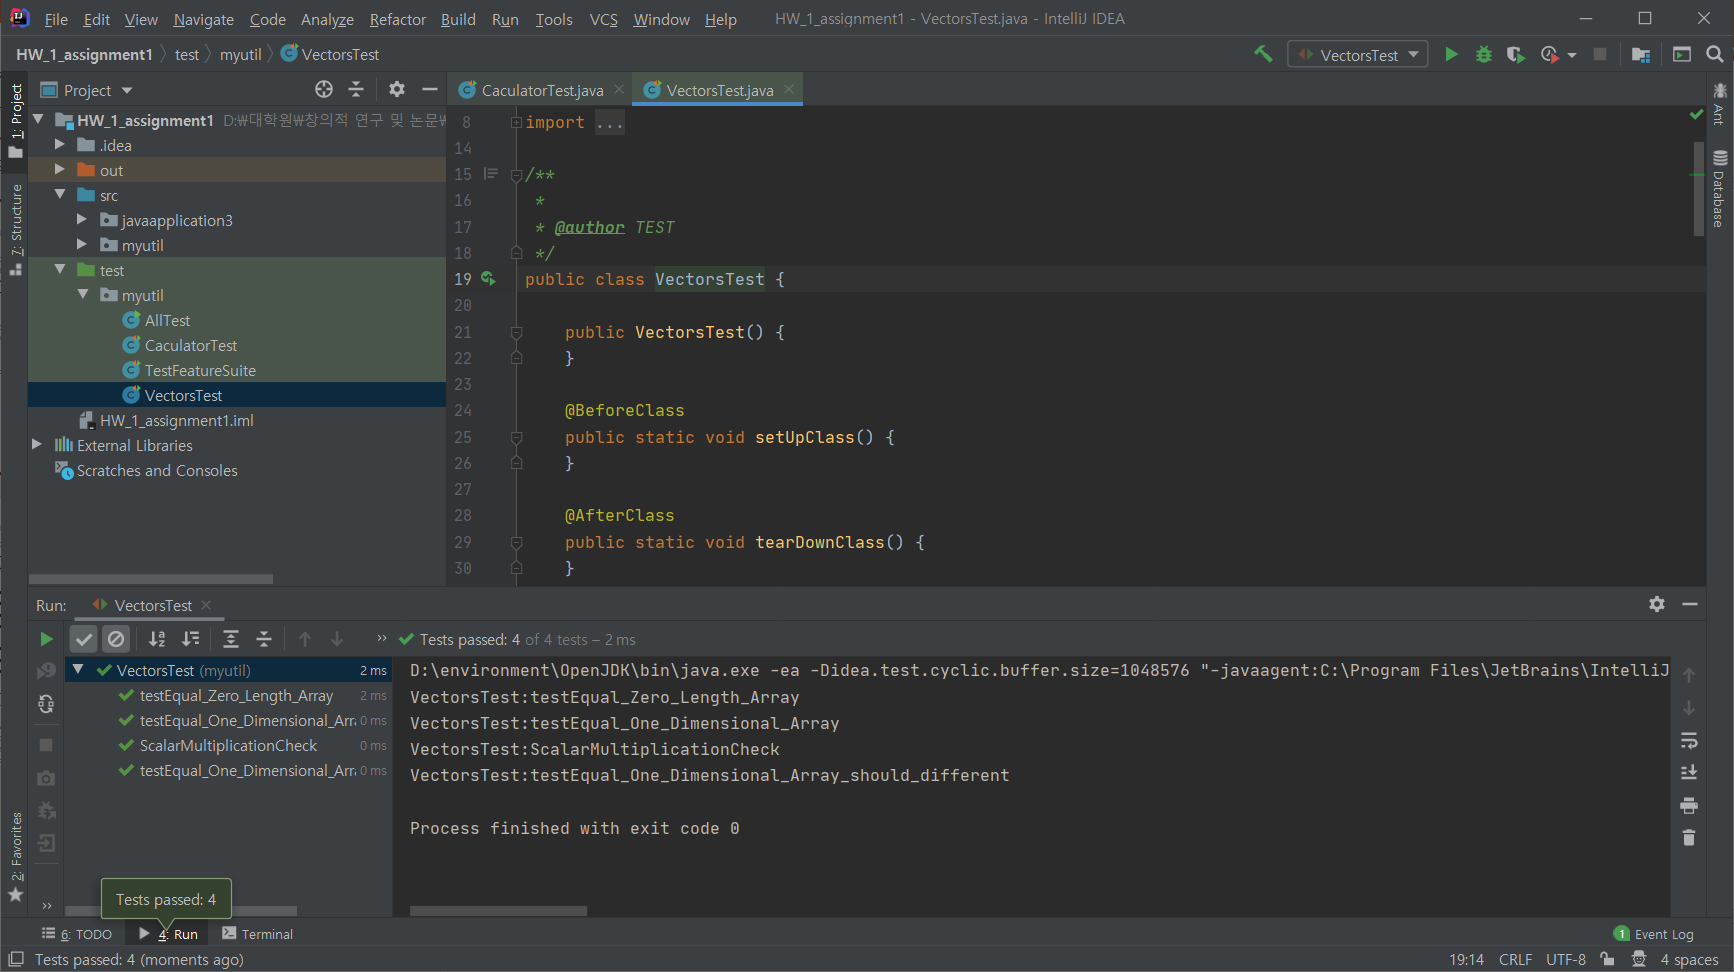 File Edit View Navigate Code Analyze Refactor Build Run Tools VCS Window Help HW_1_assignment1 - VectorsTest.java - IntelliJ IDEA
HW_1_assignment1 test myutil VectorsTest VectorsTest
1: Project
7: Structure
2: Favorites
Project
HW_1_assignment1 D:₩대학원₩창의적 연구 및 논문₩
.idea
out
src
javaapplication3
myutil
test
myutil
AllTest
CaculatorTest
TestFeatureSuite
VectorsTest
HW_1_assignment1.iml
External Libraries
Scratches and Consoles
CaculatorTest.java VectorsTest.java
8 import ...
14
15 /**
16 *
17 * @author TEST
18 */
19 public class VectorsTest {
20
21 public VectorsTest() {
22 }
23
24 @BeforeClass
25 public static void setUpClass() {
26 }
27
28 @AfterClass
29 public static void tearDownClass() {
30 }
Ant
Database
Run: VectorsTest
Tests passed: 4 of 4 tests – 2 ms
VectorsTest (myutil) 2 ms
testEqual_Zero_Length_Array 2 ms
testEqual_One_Dimensional_Arra 0 ms
ScalarMultiplicationCheck 0 ms
testEqual_One_Dimensional_Arra 0 ms
D:\environment\OpenJDK\bin\java.exe -ea -Didea.test.cyclic.buffer.size=1048576 "-javaagent:C:\Program Files\JetBrains\IntelliJ
VectorsTest:testEqual_Zero_Length_Array
VectorsTest:testEqual_One_Dimensional_Array
VectorsTest:ScalarMultiplicationCheck
VectorsTest:testEqual_One_Dimensional_Array_should_different
Process finished with exit code 0
Tests passed: 4
6: TODO 4: Run Terminal 1 Event Log
Tests passed: 4 (moments ago) 19:14 CRLF UTF-8 4 spaces